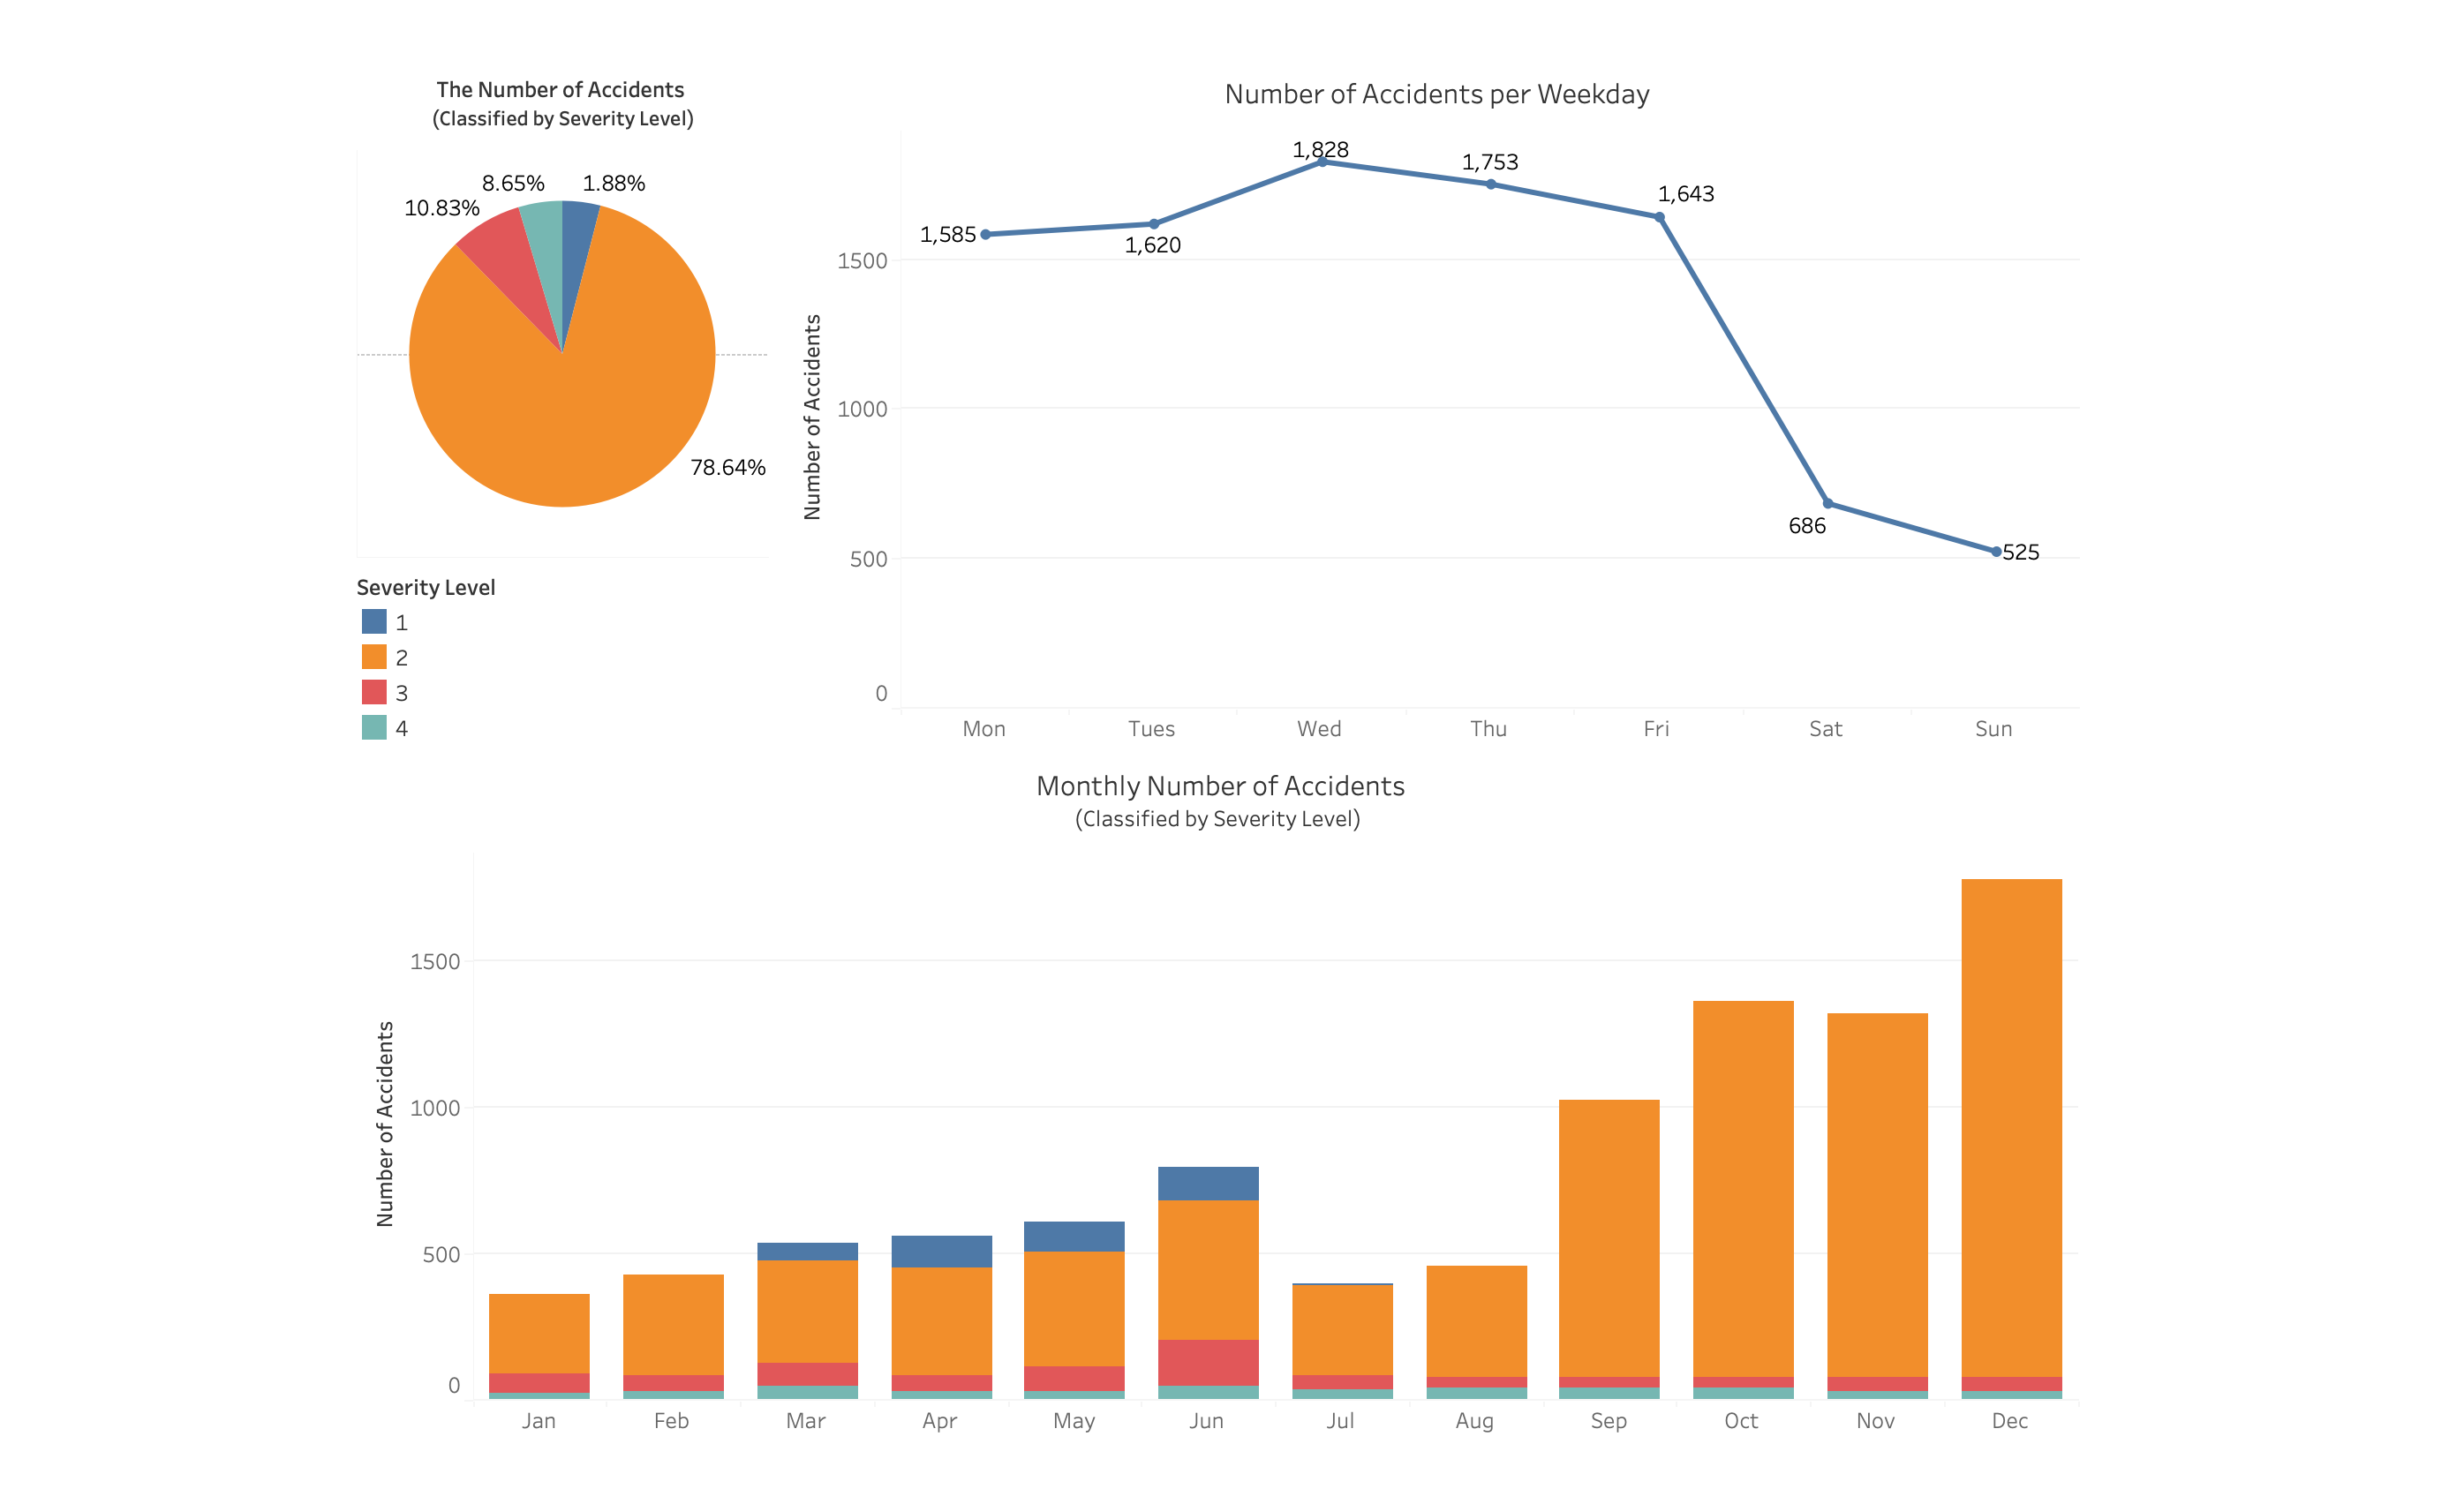 The Number of Accidents
(Classified by Severity Level)
8.65%
1.88%
10.83%
78.64%
Severity Level
1
2
3
4
Number of Accidents per Weekday
1,828
1,753
1,643
1,585
1,620
686
525
Number of Accidents
1500
1000
500
0
Mon Tues Wed Thu Fri Sat Sun
Monthly Number of Accidents
(Classified by Severity Level)
Number of Accidents
1500
1000
500
0
Jan Feb Mar Apr May Jun Jul Aug Sep Oct Nov Dec